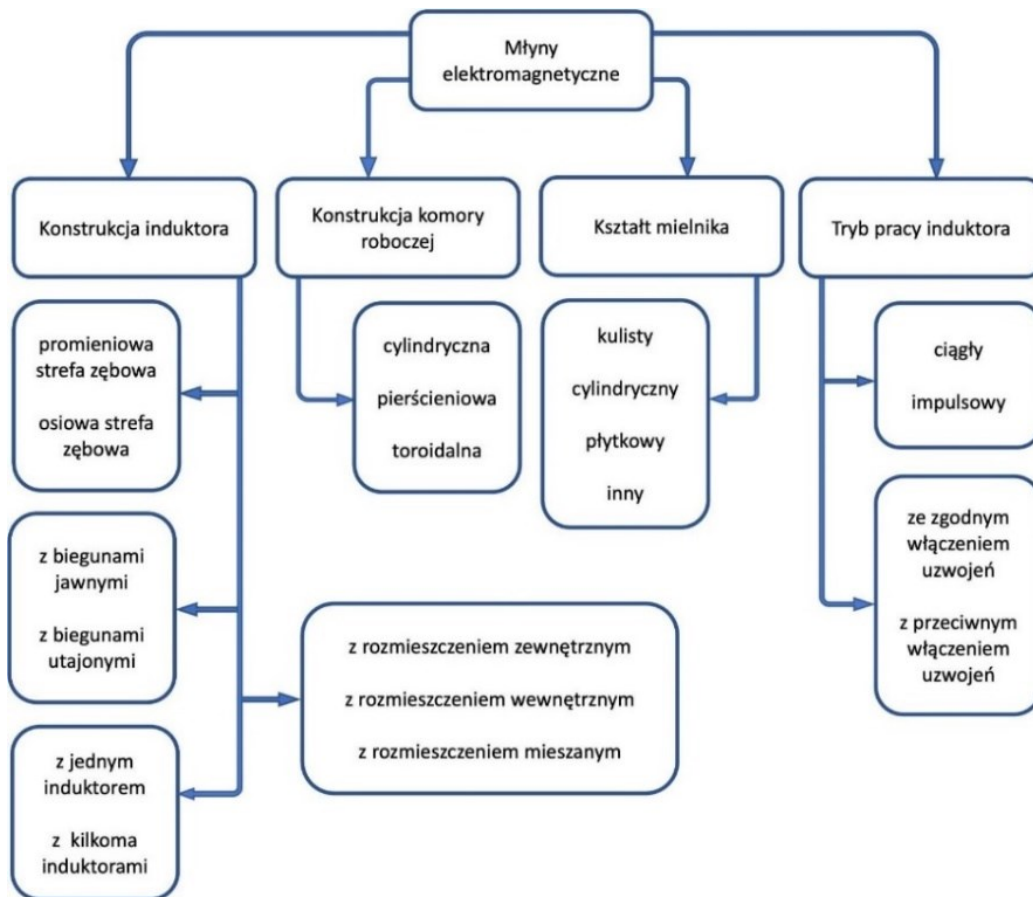 Młyny
elektromagnetyczne
Konstrukcja induktora
Konstrukcja komory
roboczej
Kształt mielnika
Tryb pracy induktora
promieniowa
strefa zębowa
osiowa strefa
zębowa
cylindryczna
pierścieniowa
toroidalna
kulisty
cylindryczny
płytkowy
inny
ciągły
impulsowy
z biegunami
jawnymi
z biegunami
utajonymi
ze zgodnym
włączeniem
uzwojeń
z przeciwnym
włączeniem
uzwojeń
z rozmieszczeniem zewnętrznym
z rozmieszczeniem wewnętrznym
z rozmieszczeniem mieszanym
z jednym
induktorem
z kilkoma
induktorami